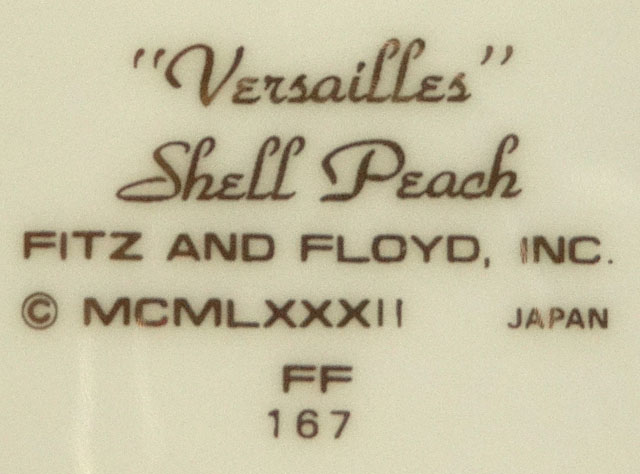 "Versailles"
Shell Peach
FITZ AND FLOYD, INC.
© MCMLXXXII JAPAN
FF
167